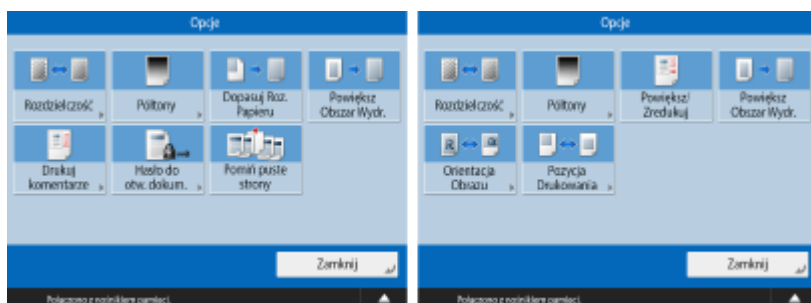 Opcje
Rozdzielczość
Półtony
Dopasuj Roz.
Papieru
Powiększ
Obszar Wydr.
Drukuj
komentarze
Hasło do
otw. dokum.
Pomiń puste
strony
Zamknij
Połączono z nośnikiem pamięci.
Opcje
Rozdzielczość
Półtony
Powiększ/
Zredukuj
Powiększ
Obszar Wydr.
Orientacja
Obrazu
Pozycja
Drukowania
Zamknij
Połączono z nośnikiem pamięci.